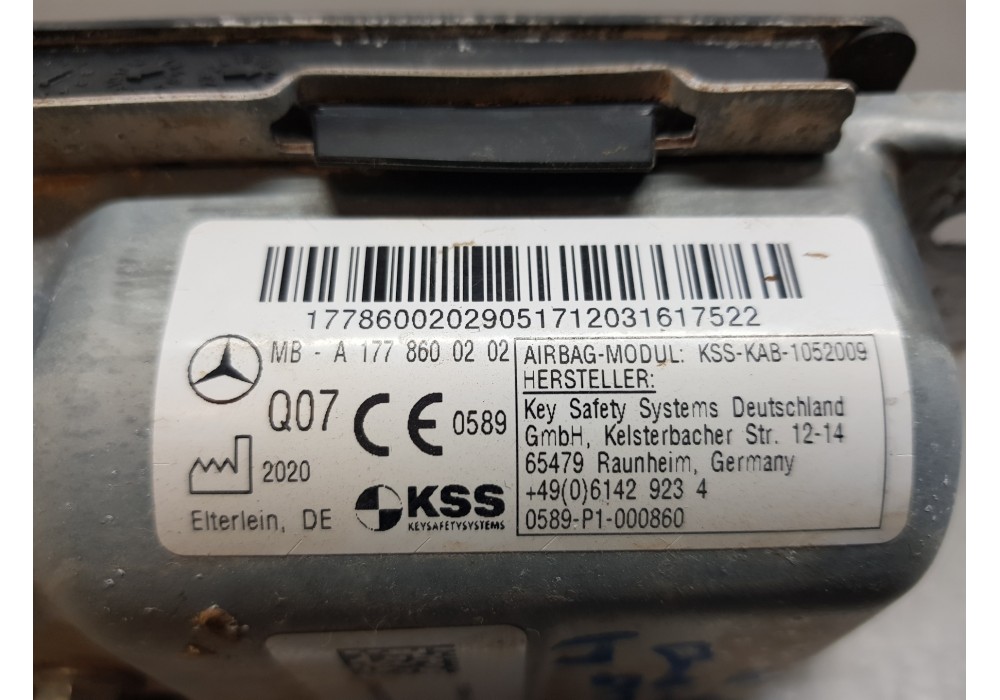 17786002029051712031617522
MB - A 177 860 02 02
Q07
CE 0589
2020
Elterlein, DE
KSS
KEYSAFETYSYSTEMS
AIRBAG-MODUL: KSS-KAB-1052009
HERSTELLER:
Key Safety Systems Deutschland
GmbH, Kelsterbacher Str. 12-14
65479 Raunheim, Germany
+49(0)6142 923 4
0589-P1-000860